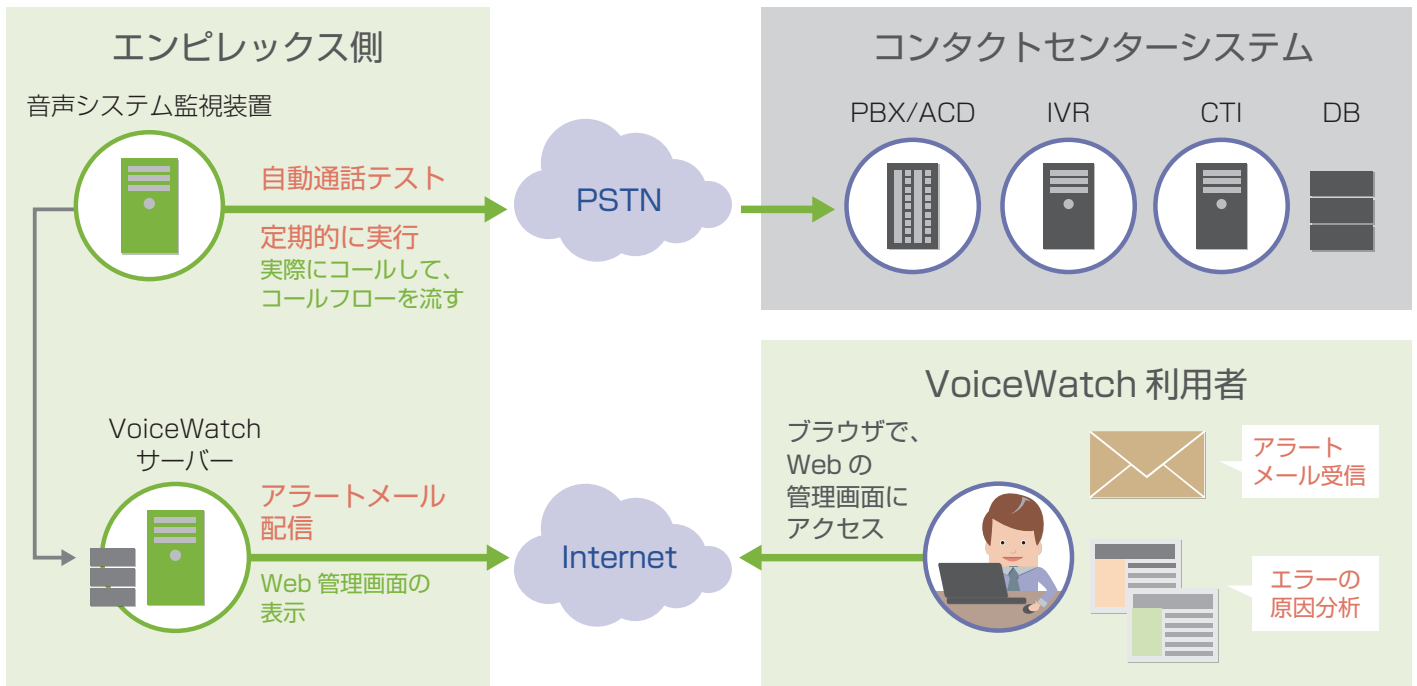 エンピレックス側
音声システム監視装置
自動通話テスト
定期的に実行
実際にコールして、
コールフローを流す
PSTN
コンタクトセンターシステム
PBX/ACD
IVR
CTI
DB
VoiceWatch
サーバー
アラートメール
配信
Web 管理画面の
表示
Internet
VoiceWatch 利用者
ブラウザで、
Web の
管理画面に
アクセス
アラート
メール受信
エラーの
原因分析